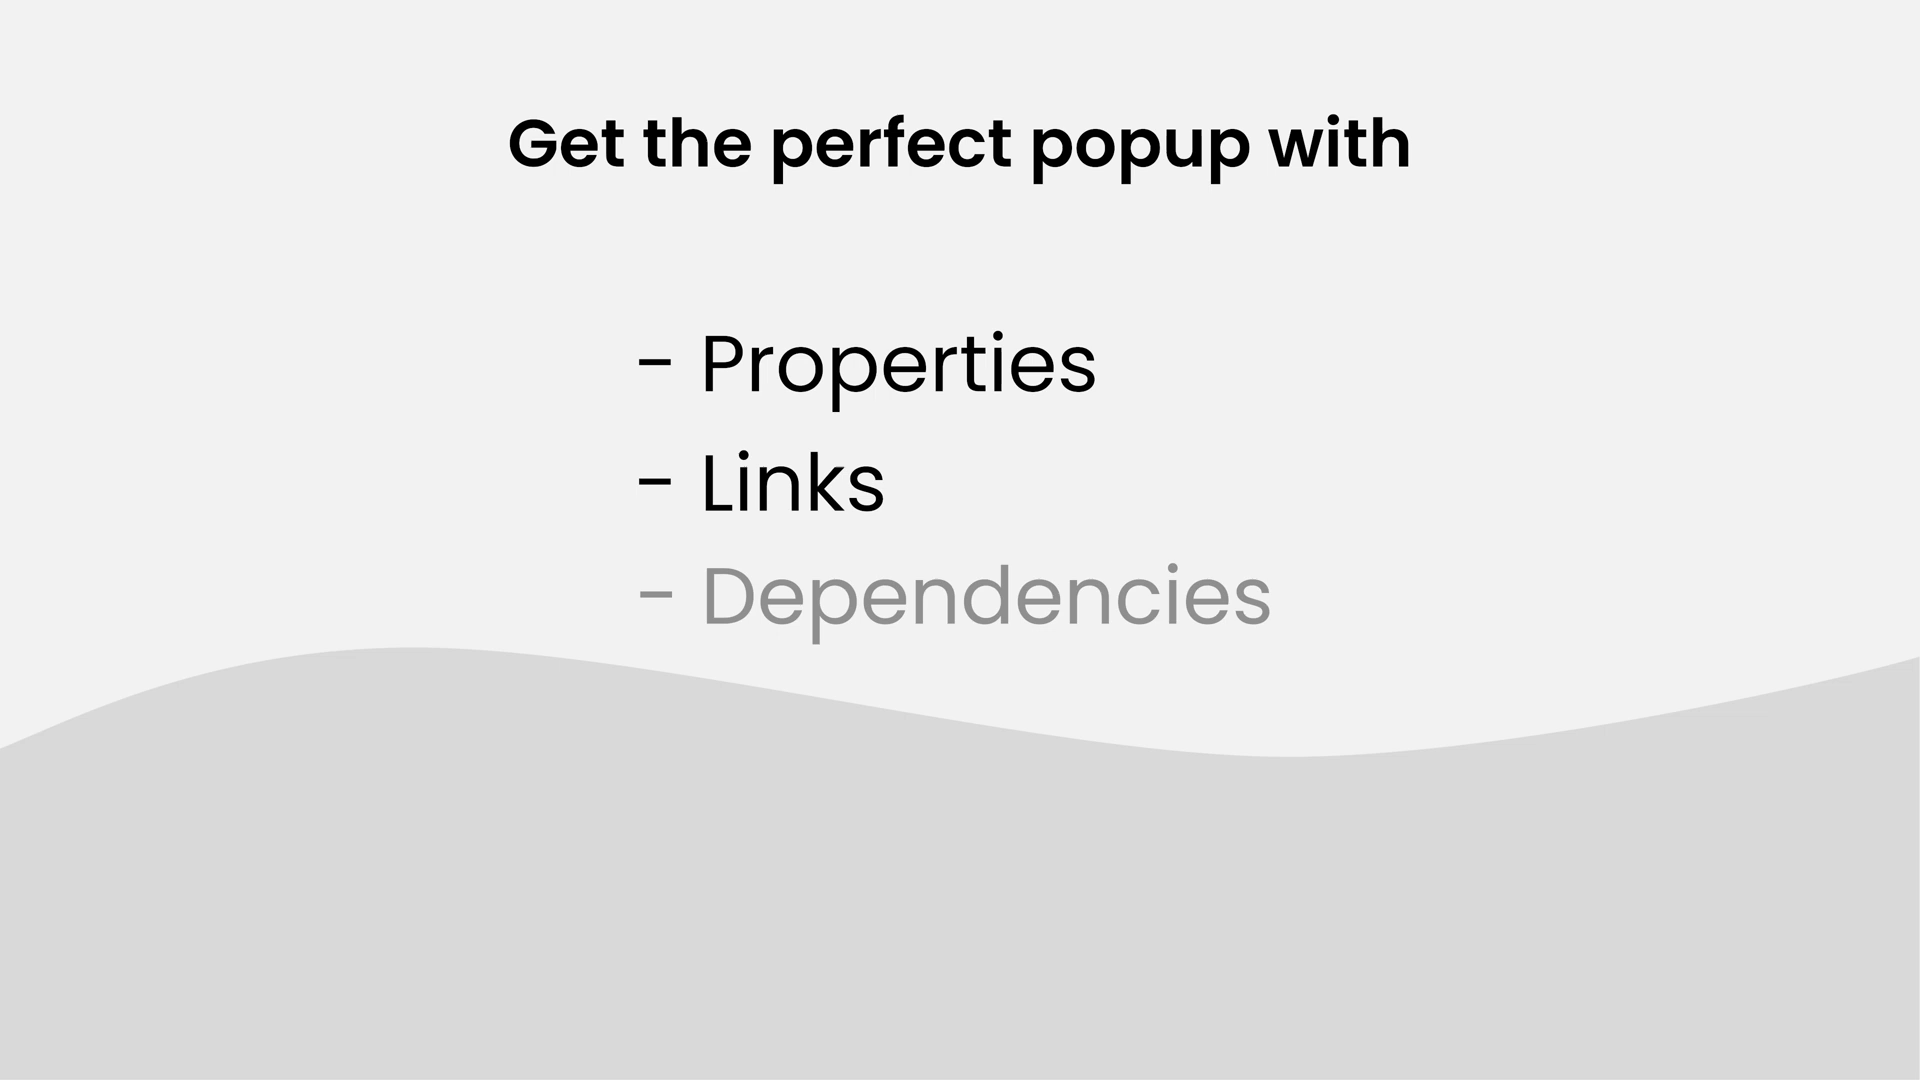 Get the perfect popup with
- Properties
- Links
- Dependencies